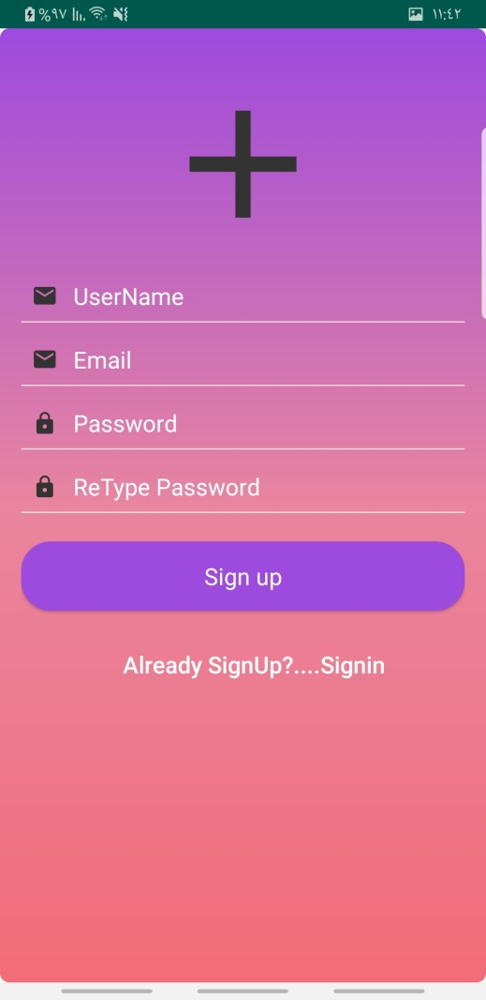 %٩٧ ١١:٤٢
UserName
Email
Password
ReType Password
Sign up
Already SignUp?....Signin